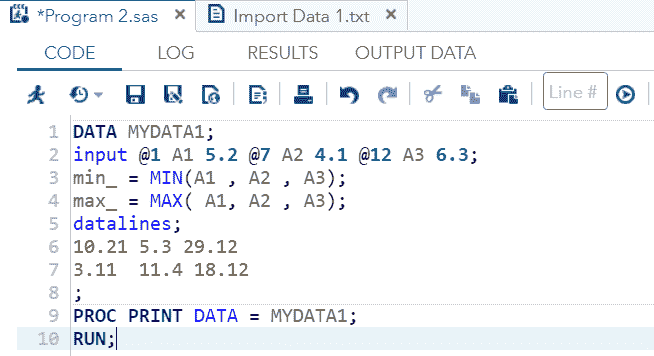 *Program 2.sas × Import Data 1.txt ×
CODE LOG RESULTS OUTPUT DATA
Line #
1 DATA MYDATA1;
2 input @1 A1 5.2 @7 A2 4.1 @12 A3 6.3;
3 min_ = MIN(A1 , A2 , A3);
4 max_ = MAX( A1, A2 , A3);
5 datalines;
6 10.21 5.3 29.12
7 3.11  11.4 18.12
8 ;
9 PROC PRINT DATA = MYDATA1;
10 RUN;